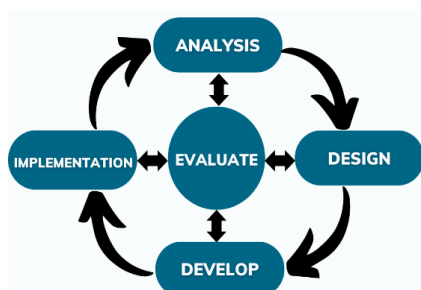 ANALYSIS
IMPLEMENTATION
EVALUATE
DESIGN
DEVELOP